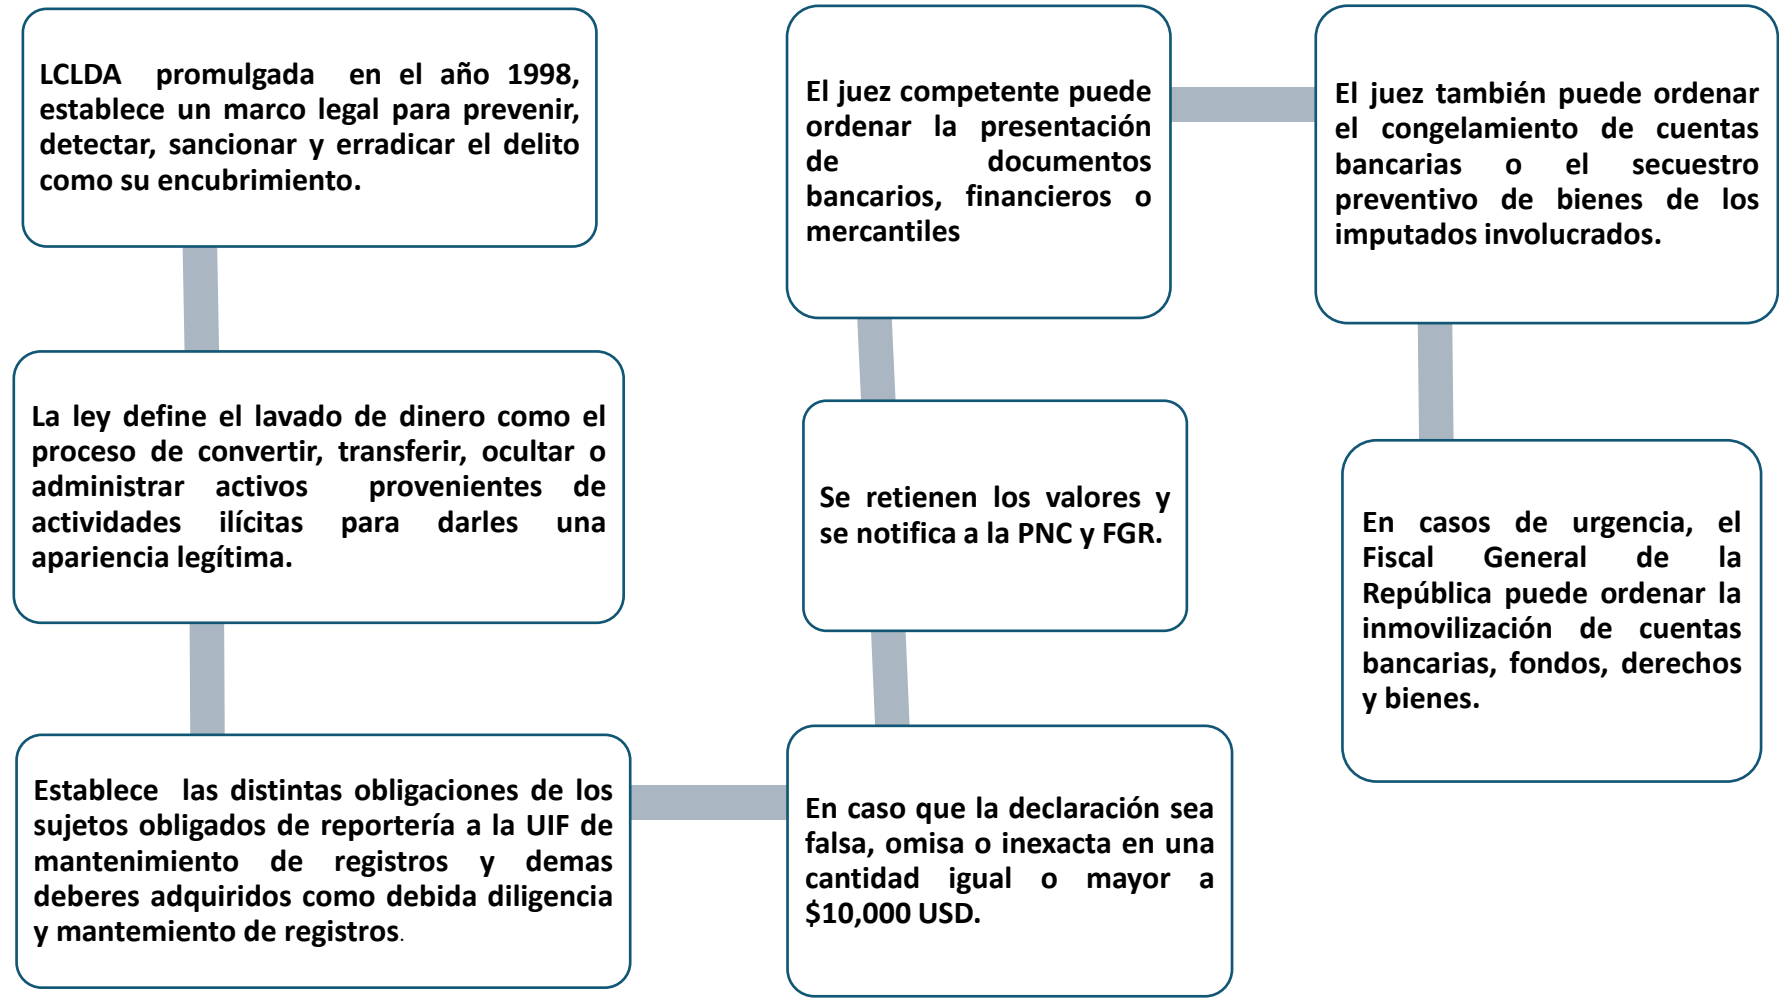 LCLDA promulgada en el año 1998,
establece un marco legal para prevenir,
detectar, sancionar y erradicar el delito
como su encubrimiento.
La ley define el lavado de dinero como el
proceso de convertir, transferir, ocultar o
administrar activos provenientes de
actividades ilícitas para darles una
apariencia legítima.
Establece las distintas obligaciones de los
sujetos obligados de reportería a la UIF de
mantenimiento de registros y demas
deberes adquiridos como debida diligencia
y mantemiento de registros.
En caso que la declaración sea
falsa, omisa o inexacta en una
cantidad igual o mayor a
$10,000 USD.
Se retienen los valores y
se notifica a la PNC y FGR.
El juez competente puede
ordenar la presentación
de documentos
bancarios, financieros o
mercantiles
El juez también puede ordenar
el congelamiento de cuentas
bancarias o el secuestro
preventivo de bienes de los
imputados involucrados.
En casos de urgencia, el
Fiscal General de la
República puede ordenar la
inmovilización de cuentas
bancarias, fondos, derechos
y bienes.